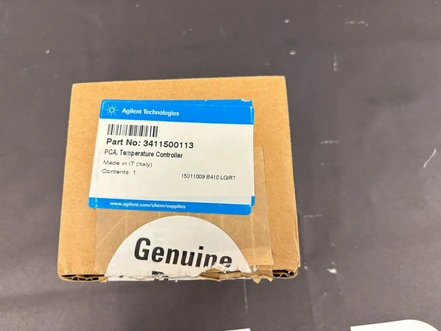 Agilent Technologies
Part No: 3411500113
PCA, Temperature Controller
Made in IT (Italy)
Contents: 1
15011009 B410 LGIRT
www.agilent.com/chem/supplies
Genuine